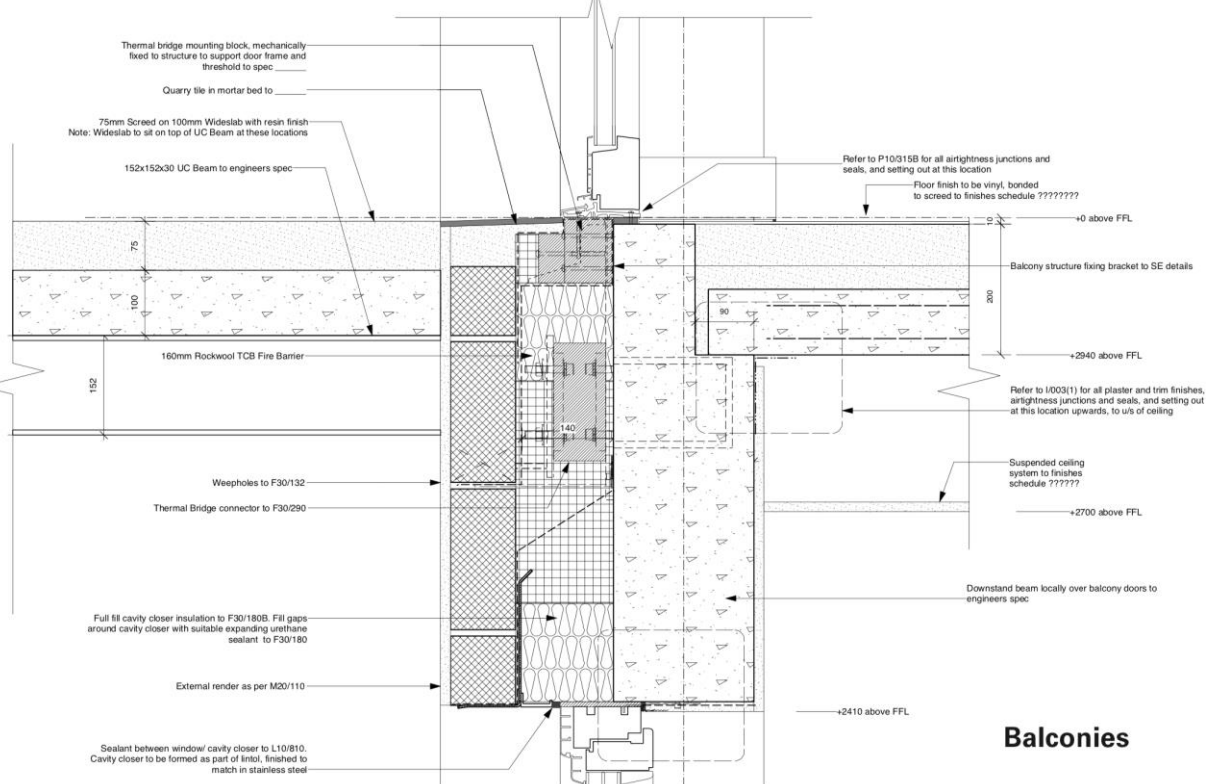 Thermal bridge mounting block, mechanically
fixed to structure to support door frame and
threshold to spec ______
Quarry tile in mortar bed to ______
75mm Screed on 100mm Wideslab with resin finish
Note: Wideslab to sit on top of UC Beam at these locations
152x152x30 UC Beam to engineers spec
75
100
160mm Rockwool TCB Fire Barrier
152
Weepholes to F30/132
Thermal Bridge connector to F30/290
Full fill cavity closer insulation to F30/180B. Fill gaps
around cavity closer with suitable expanding urethane
sealant to F30/180
External render as per M20/110
Sealant between window/ cavity closer to L10/810.
Cavity closer to be formed as part of lintol, finished to
match in stainless steel
140
90
Refer to P10/315B for all airtightness junctions and
seals, and setting out at this location
Floor finish to be vinyl, bonded
to screed to finishes schedule ????????
10
+0 above FFL
Balcony structure fixing bracket to SE details
200
+2940 above FFL
Refer to I/003(1) for all plaster and trim finishes,
airtightness junctions and seals, and setting out
at this location upwards, to u/s of ceiling
Suspended ceiling
system to finishes
schedule ??????
+2700 above FFL
Downstand beam locally over balcony doors to
engineers spec
+2410 above FFL
Balconies